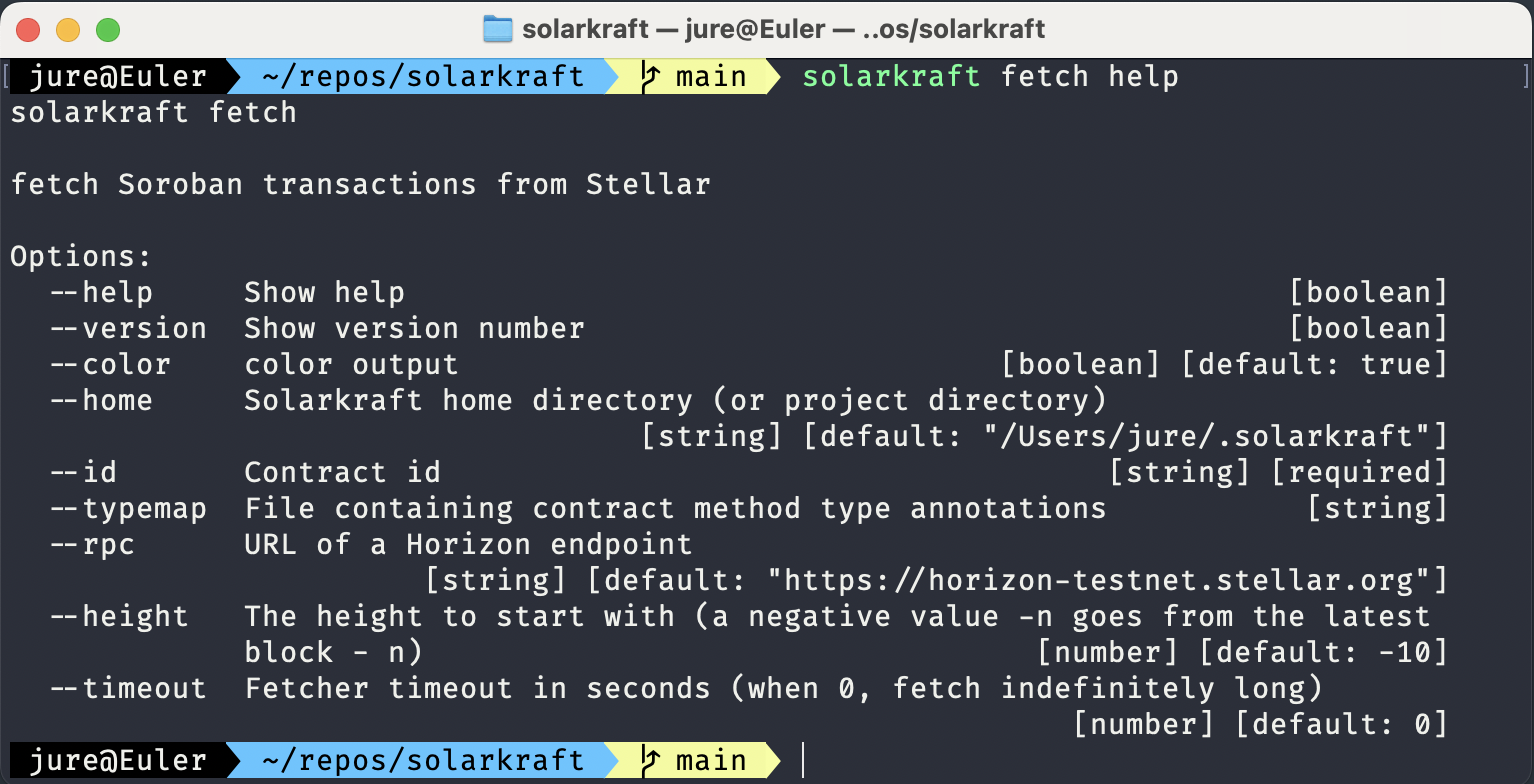 solarkraft — jure@Euler — ..os/solarkraft
[ jure@Euler ~/repos/solarkraft main solarkraft fetch help ]
solarkraft fetch
fetch Soroban transactions from Stellar
Options:
--help Show help [boolean]
--version Show version number [boolean]
--color color output [boolean] [default: true]
--home Solarkraft home directory (or project directory)
[string] [default: "/Users/jure/.solarkraft"]
--id Contract id [string] [required]
--typemap File containing contract method type annotations [string]
--rpc URL of a Horizon endpoint
[string] [default: "https://horizon-testnet.stellar.org"]
--height The height to start with (a negative value -n goes from the latest
block - n) [number] [default: -10]
--timeout Fetcher timeout in seconds (when 0, fetch indefinitely long)
[number] [default: 0]
jure@Euler ~/repos/solarkraft main